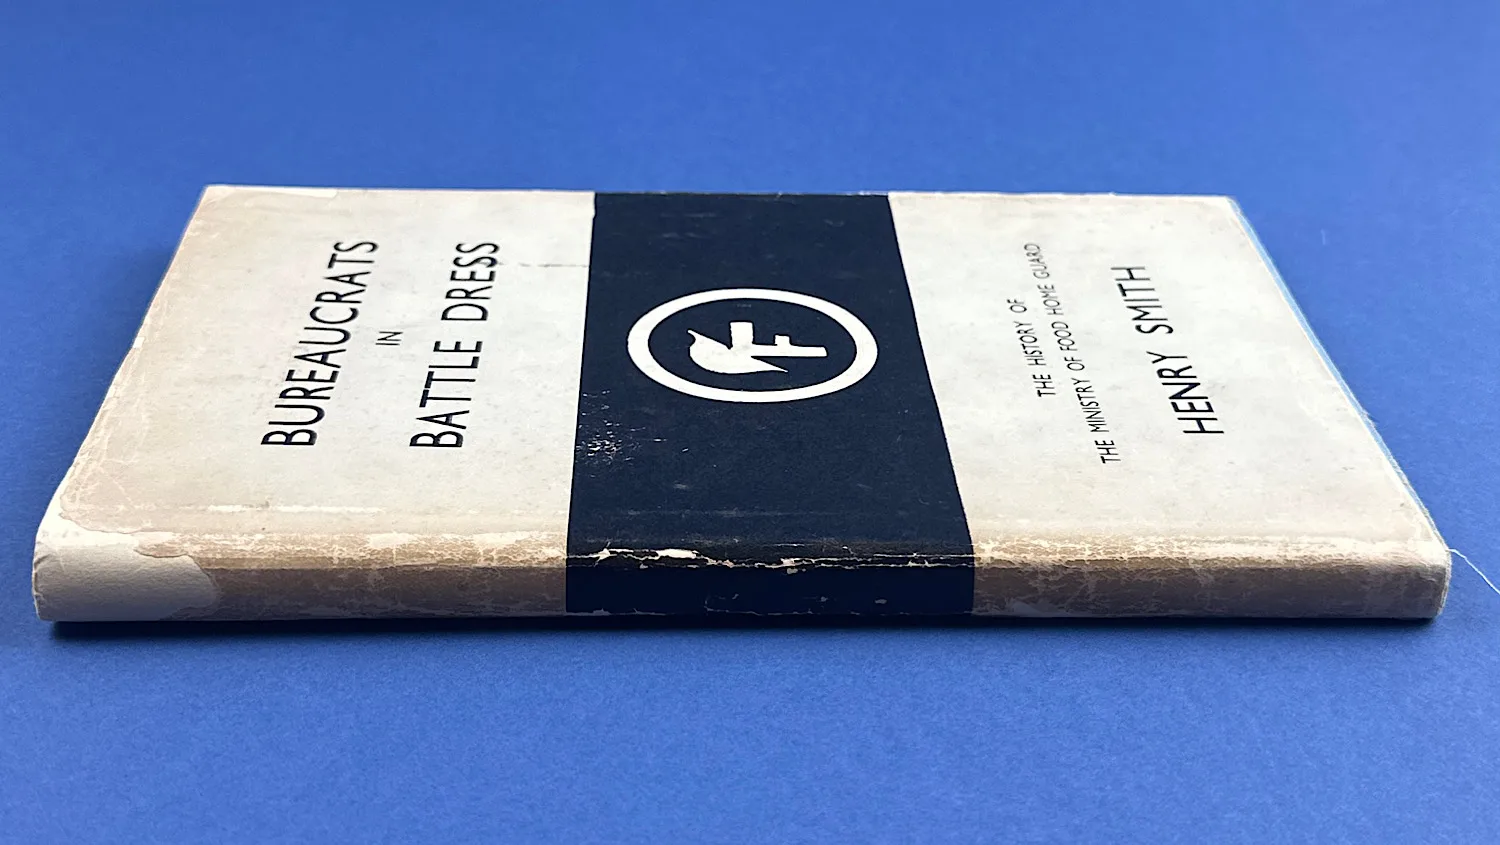 BUREAUCRATS
IN
BATTLE DRESS
F
THE HISTORY OF
THE MINISTRY OF FOOD HOME GUARD
HENRY SMITH